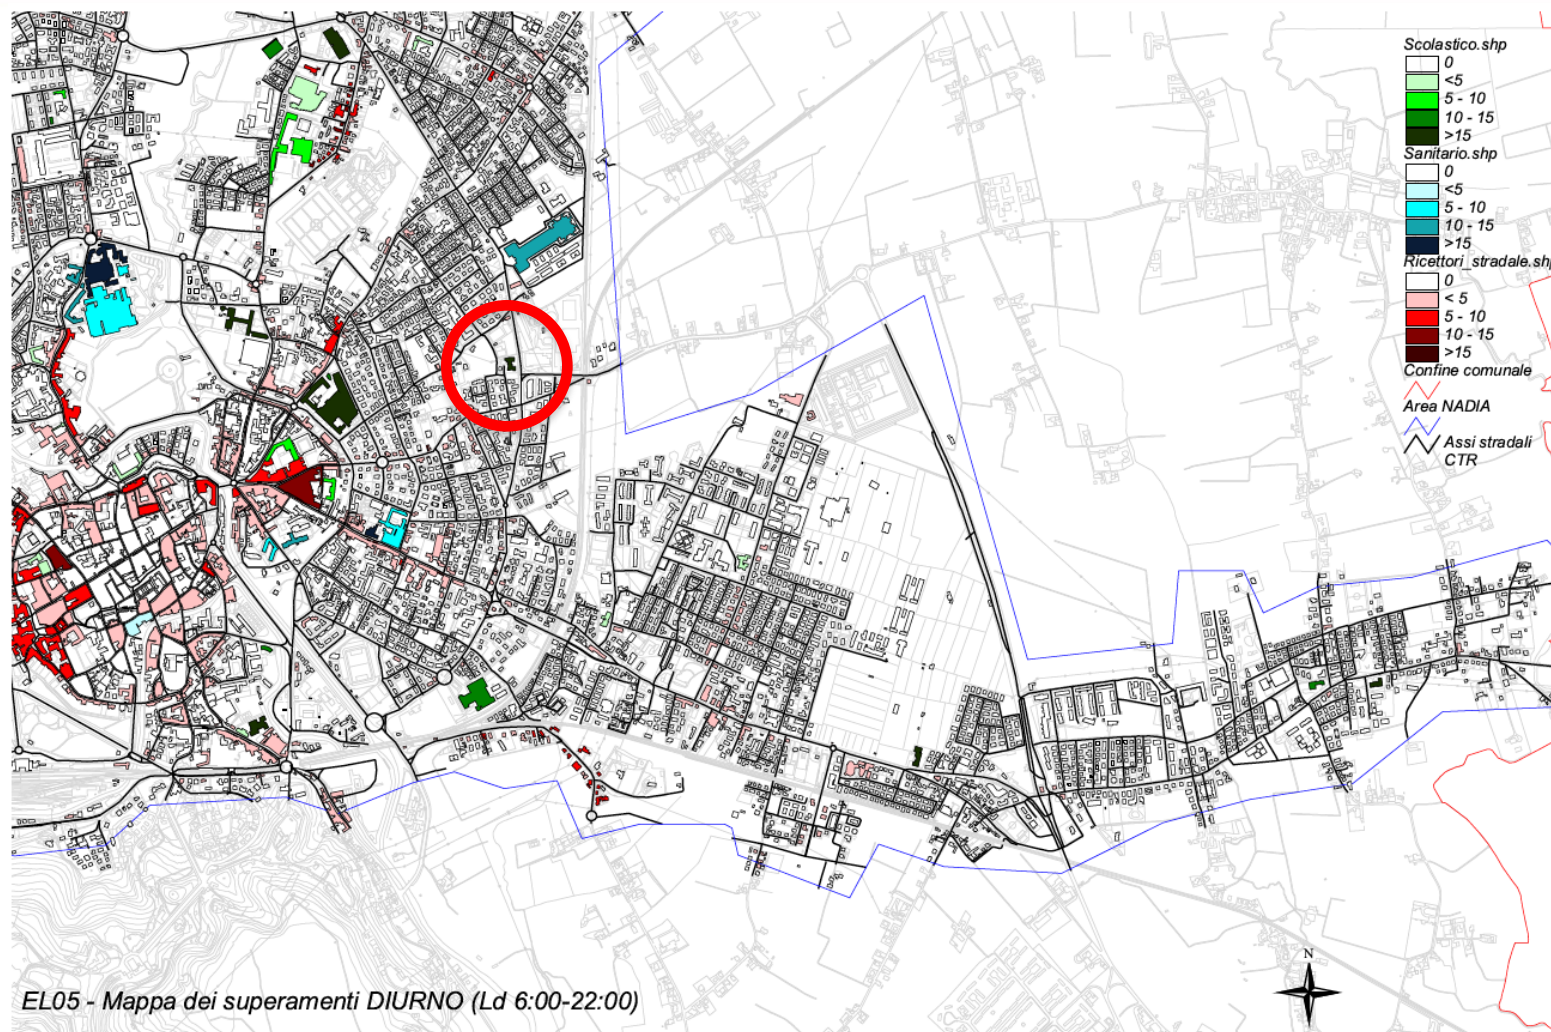 Scolastico.shp
0
<5
5 - 10
10 - 15
>15
Sanitario.shp
0
<5
5 - 10
10 - 15
>15
Ricettori_stradale.shp
0
< 5
5 - 10
10 - 15
>15
Confine comunale
Area NADIA
Assi stradali
CTR
N
EL05 - Mappa dei superamenti DIURNO (Ld 6:00-22:00)